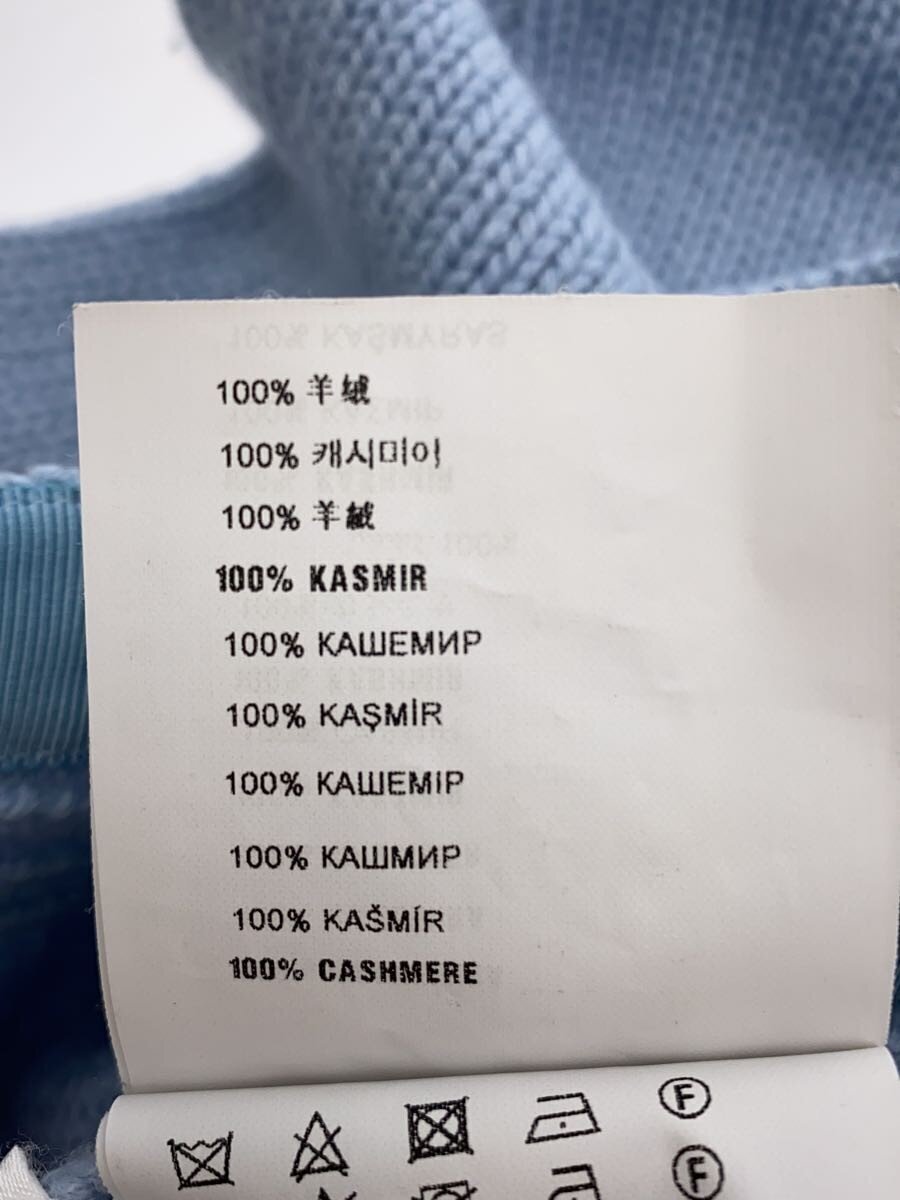 100% 羊绒
100% 캐시미어
100% 羊絨
100% KASMIR
100% КАШЕМИР
100% KAŞMİR
100% КАШЕМІР
100% КАШМИР
100% KAŠMÍR
100% CASHMERE
F
F